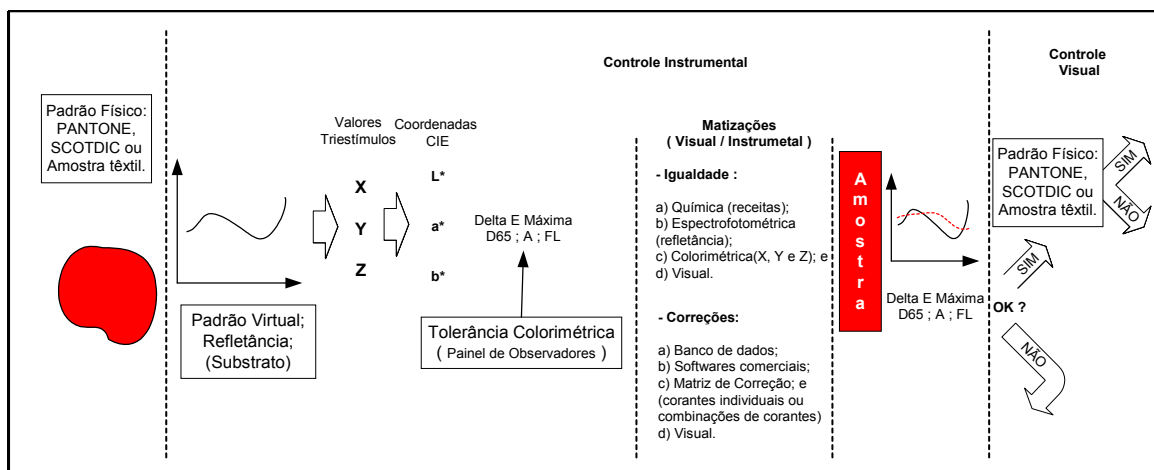 Controle Instrumental
Controle
Visual
Padrão Físico:
PANTONE,
SCOTDIC ou
Amostra têxtil.
Padrão Virtual;
Refletância;
(Substrato)
Valores
Triestímulos
X
Y
Z
Coordenadas
CIE
L*
a*
b*
Delta E Máxima
D65 ; A ; FL
Tolerância Colorimétrica
( Painel de Observadores )
Matizações
( Visual / Instrumetal )
- Igualdade :
a) Química (receitas);
b) Espectrofotométrica
(refletância);
c) Colorimétrica(X, Y e Z); e
d) Visual.
- Correções:
a) Banco de dados;
b) Softwares comerciais;
c) Matriz de Correção; e
(corantes individuais ou
combinações de corantes)
d) Visual.
Amostra
Delta E Máxima
D65 ; A ; FL
OK ?
SIM
NÃO
Padrão Físico:
PANTONE,
SCOTDIC ou
Amostra têxtil.
SIM
NÃO